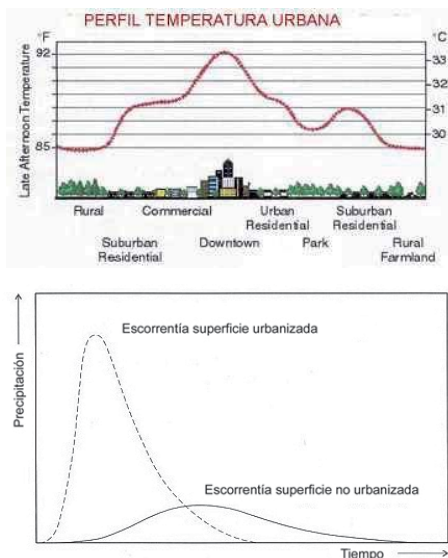 PERFIL TEMPERATURA URBANA
°F
°C
92
33
32
31
30
85
Late Afternoon Temperature
Rural
Commercial
Urban
Residential
Suburban
Residential
Suburban
Residential
Downtown
Park
Rural
Farmland
Precipitación
Escorrentía superficie urbanizada
Escorrentía superficie no urbanizada
Tiempo